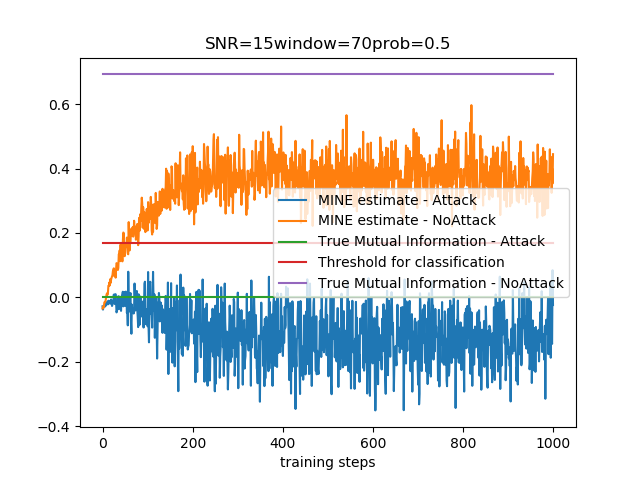 SNR=15window=70prob=0.5
0.6
0.4
0.2
0.0
−0.2
−0.4
MINE estimate - Attack
MINE estimate - NoAttack
True Mutual Information - Attack
Threshold for classification
True Mutual Information - NoAttack
0 200 400 600 800 1000
training steps